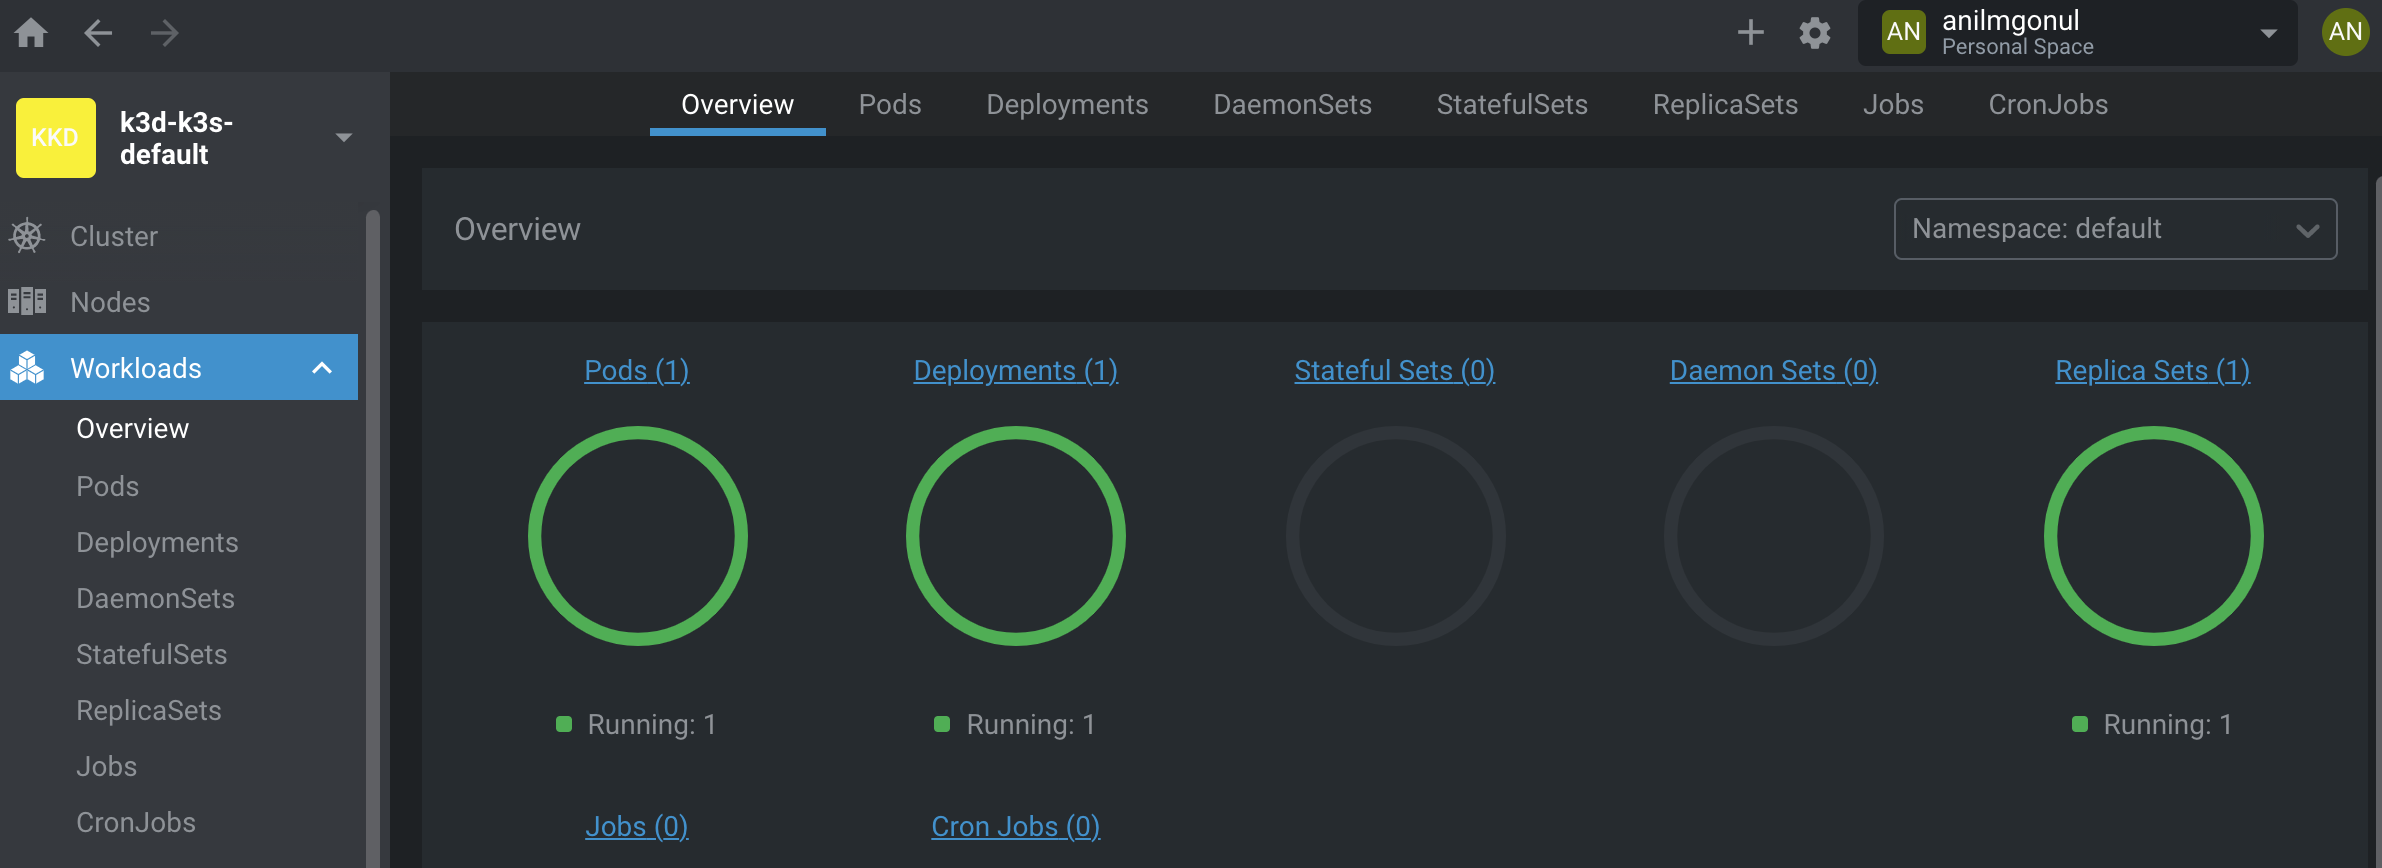 AN
anilmgonul
Personal Space
AN
KKD
k3d-k3s-
default
Overview
Pods
Deployments
DaemonSets
StatefulSets
ReplicaSets
Jobs
CronJobs
Cluster
Nodes
Workloads
Overview
Pods
Deployments
DaemonSets
StatefulSets
ReplicaSets
Jobs
CronJobs
Overview
Namespace: default
Pods (1)
Deployments (1)
Stateful Sets (0)
Daemon Sets (0)
Replica Sets (1)
Running: 1
Running: 1
Running: 1
Jobs (0)
Cron Jobs (0)